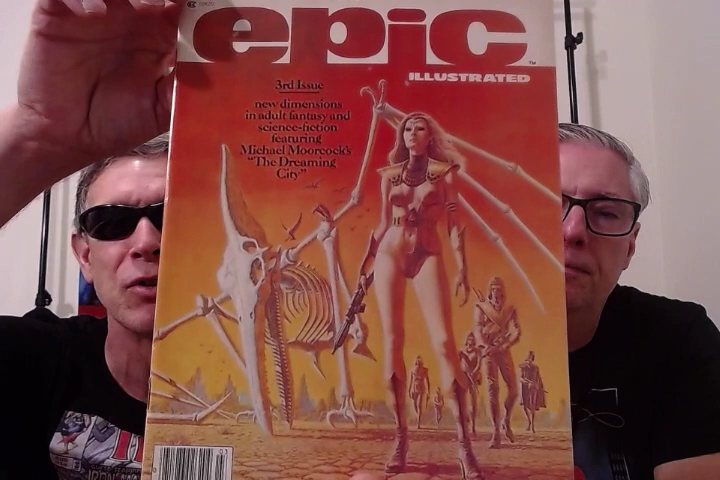 epic
ILLUSTRATED
3rd Issue
new dimensions
in adult fantasy and
science-fiction
featuring
Michael Moorcock's
"The Dreaming
City"